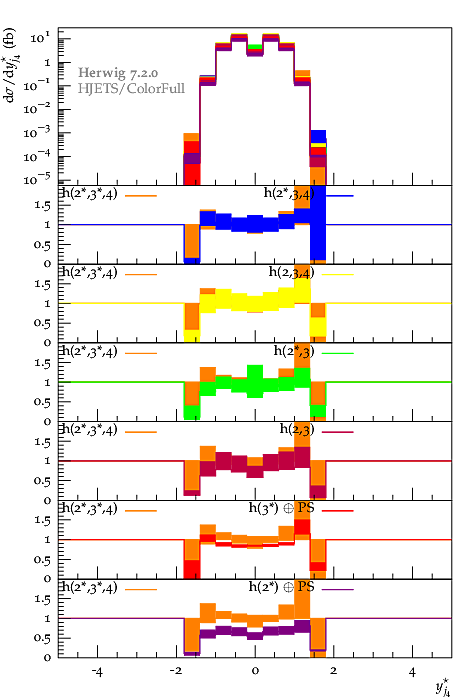 dσ/dy*j4 (fb)
10¹
1
10⁻¹
10⁻²
10⁻³
10⁻⁴
10⁻⁵
Herwig 7.2.0
HJETS/ColorFull
h(2*,3*,4) h(2*,3,4)
1.5
1
0.5
0
h(2*,3*,4) h(2,3,4)
1.5
1
0.5
0
h(2*,3*,4) h(2*,3)
1.5
1
0.5
0
h(2*,3*,4) h(2,3)
1.5
1
0.5
0
h(2*,3*,4) h(3*) ⊕ PS
1.5
1
0.5
0
h(2*,3*,4) h(2*) ⊕ PS
1.5
1
0.5
0
-4 -2 0 2 4
y*j4